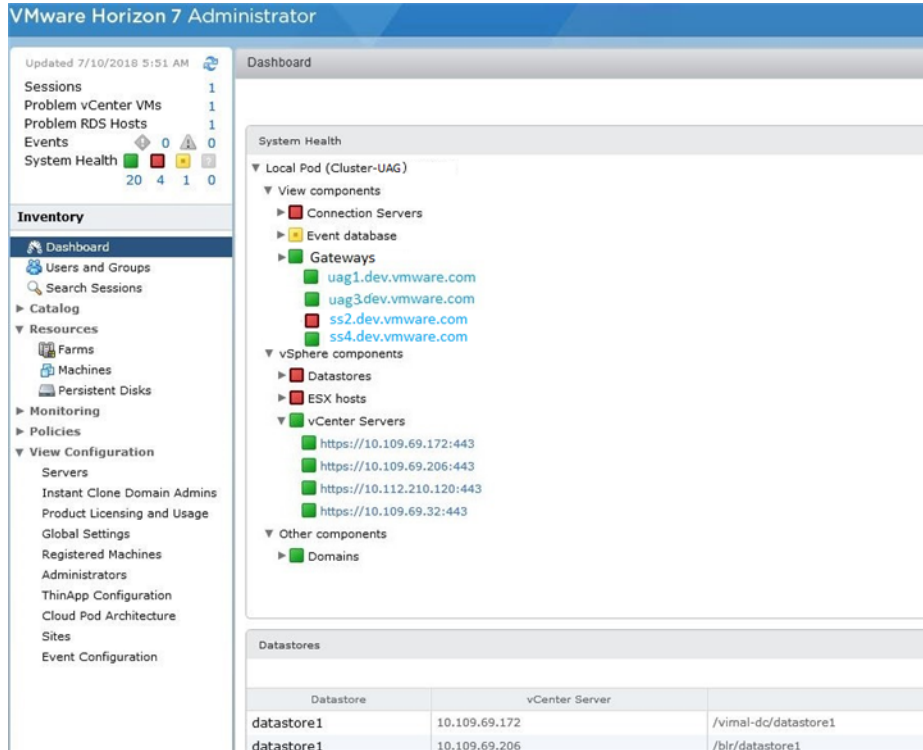 VMware Horizon 7 Administrator
Updated 7/10/2018 5:51 AM
Sessions 1
Problem vCenter VMs 1
Problem RDS Hosts 1
Events 0 0
System Health
20 4 1 0
Inventory
Dashboard
Users and Groups
Search Sessions
Catalog
Resources
Farms
Machines
Persistent Disks
Monitoring
Policies
View Configuration
Servers
Instant Clone Domain Admins
Product Licensing and Usage
Global Settings
Registered Machines
Administrators
ThinApp Configuration
Cloud Pod Architecture
Sites
Event Configuration
Dashboard
System Health
Local Pod (Cluster-UAG)
View components
Connection Servers
Event database
Gateways
uag1.dev.vmware.com
uag3.dev.vmware.com
ss2.dev.vmware.com
ss4.dev.vmware.com
vSphere components
Datastores
ESX hosts
vCenter Servers
https://10.109.69.172:443
https://10.109.69.206:443
https://10.112.210.120:443
https://10.109.69.32:443
Other components
Domains
Datastores
Datastore vCenter Server
datastore1 10.109.69.172 /vimal-dc/datastore1
datastore1 10.109.69.206 /blr/datastore1